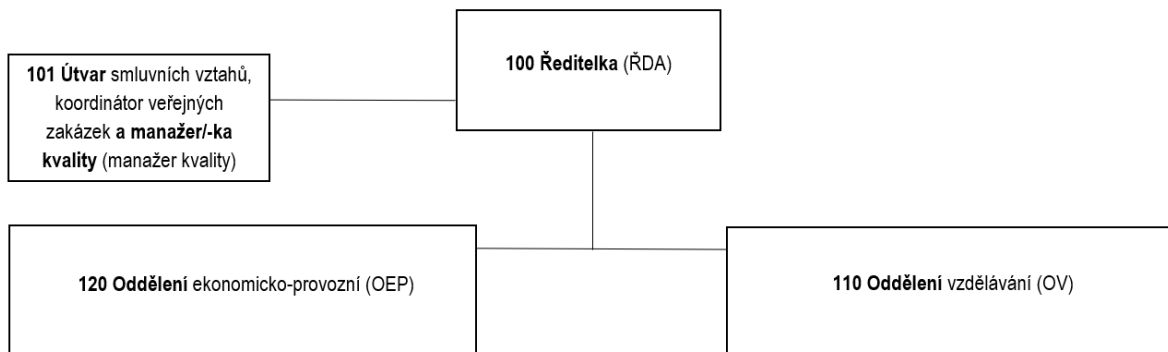 100 Ředitelka (ŘDA)
101 Útvar smluvních vztahů,
koordinátor veřejných
zakázek a manažer/-ka
kvality (manažer kvality)
120 Oddělení ekonomicko-provozní (OEP)
110 Oddělení vzdělávání (OV)